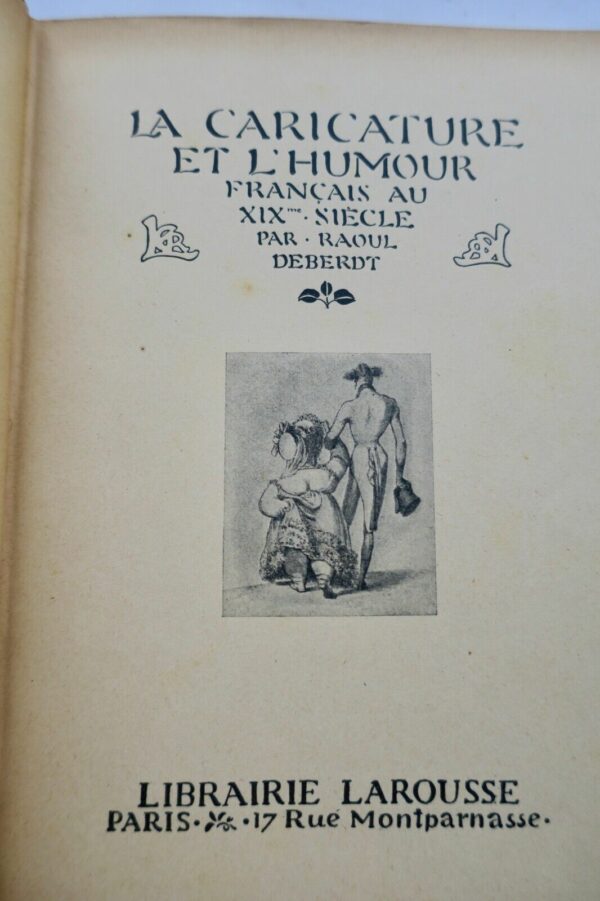 LA CARICATURE
ET L'HUMOUR
FRANÇAIS AU
XIXme · SIÈCLE
PAR · RAOUL
DEBERDT
LIBRAIRIE LAROUSSE
PARIS · 17 Rue Montparnasse ·